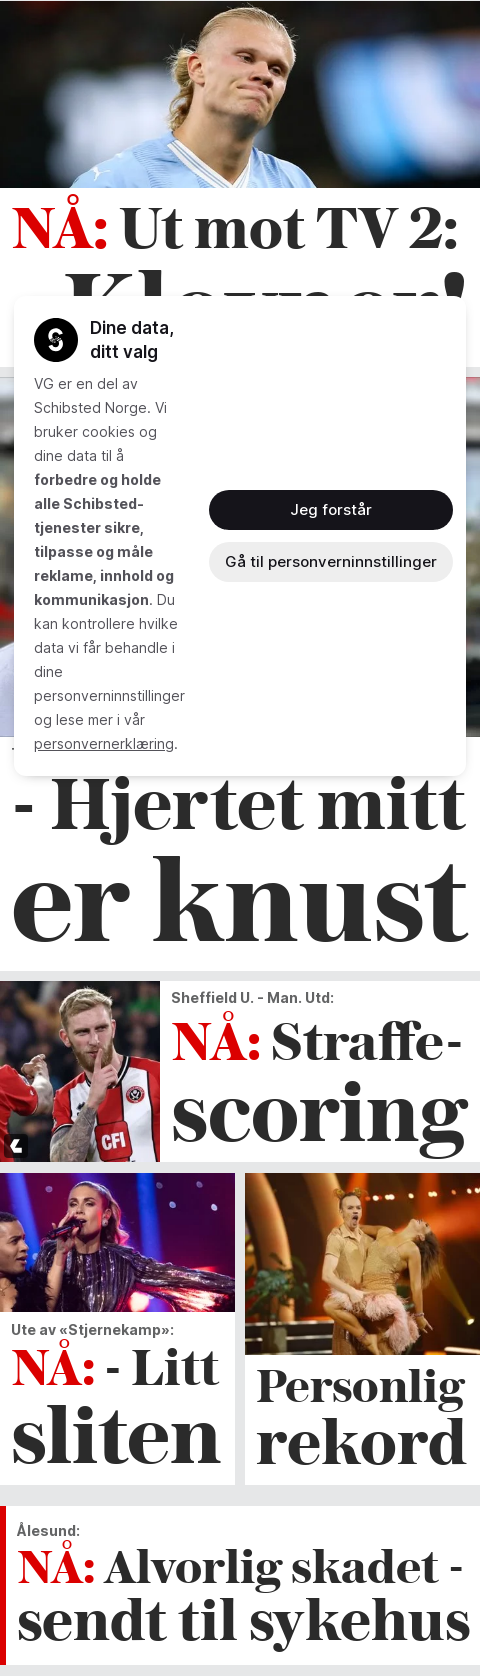 NÅ: Ut mot TV 2:
Dine data,
ditt valg
VG er en del av
Schibsted Norge. Vi
bruker cookies og
dine data til å
forbedre og holde
alle Schibsted-
tjenester sikre,
tilpasse og måle
reklame, innhold og
kommunikasjon. Du
kan kontrollere hvilke
data vi får behandle i
dine
personverninnstillinger
og lese mer i vår
personvernerklæring.
Jeg forstår
Gå til personverninnstillinger
- Hjertet mitt
er knust
Sheffield U. - Man. Utd:
NÅ: Straffe-
scoring
CFI
Ute av «Stjernekamp»:
NÅ: - Litt
sliten
Personlig
rekord
Ålesund:
NÅ: Alvorlig skadet -
sendt til sykehus